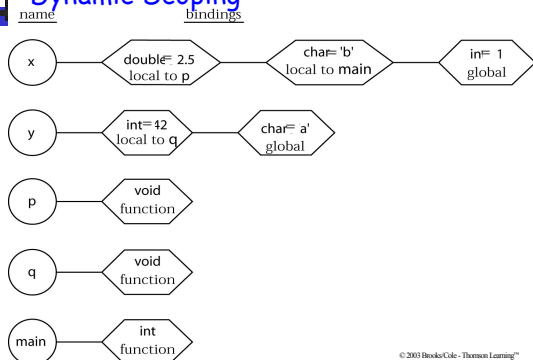 Dynamic Scoping
name bindings
x double= 2.5 char= 'b' int= 1
local to p local to main global
y int= 42 char= 'a'
local to q global
p void
function
q void
function
main int
function
© 2003 Brooks/Cole - Thomson Learning™